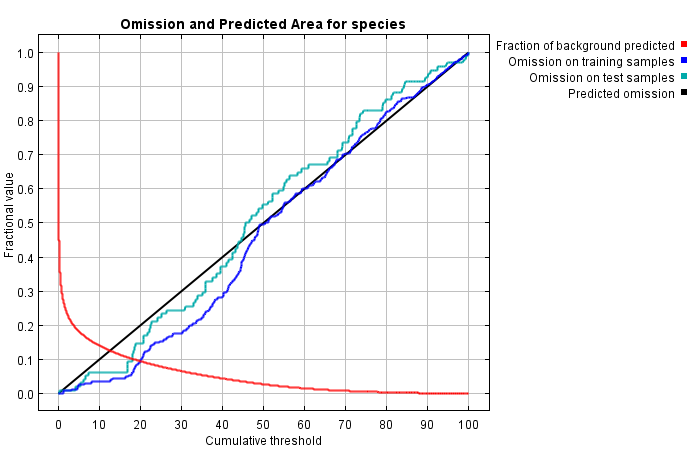 Omission and Predicted Area for species
1.0
0.9
0.8
0.7
0.6
0.5
0.4
0.3
0.2
0.1
0.0
Fractional value
0 10 20 30 40 50 60 70 80 90 100
Cumulative threshold
Fraction of background predicted
Omission on training samples
Omission on test samples
Predicted omission